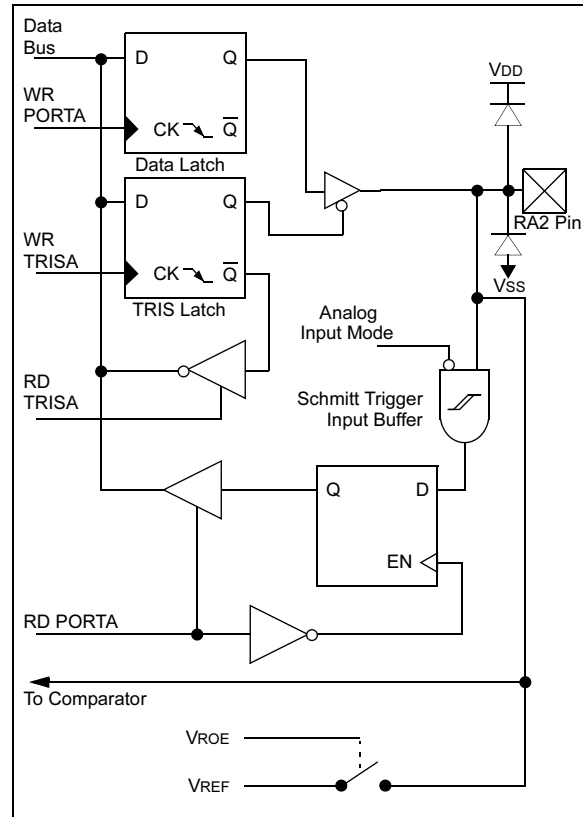 Data
Bus
D
Q
VDD
WR
PORTA
CK
Q
Data Latch
D
Q
RA2 Pin
WR
TRISA
CK
Q
VSS
TRIS Latch
Analog
Input Mode
RD
TRISA
Schmitt Trigger
Input Buffer
Q
D
EN
RD PORTA
To Comparator
VROE
VREF